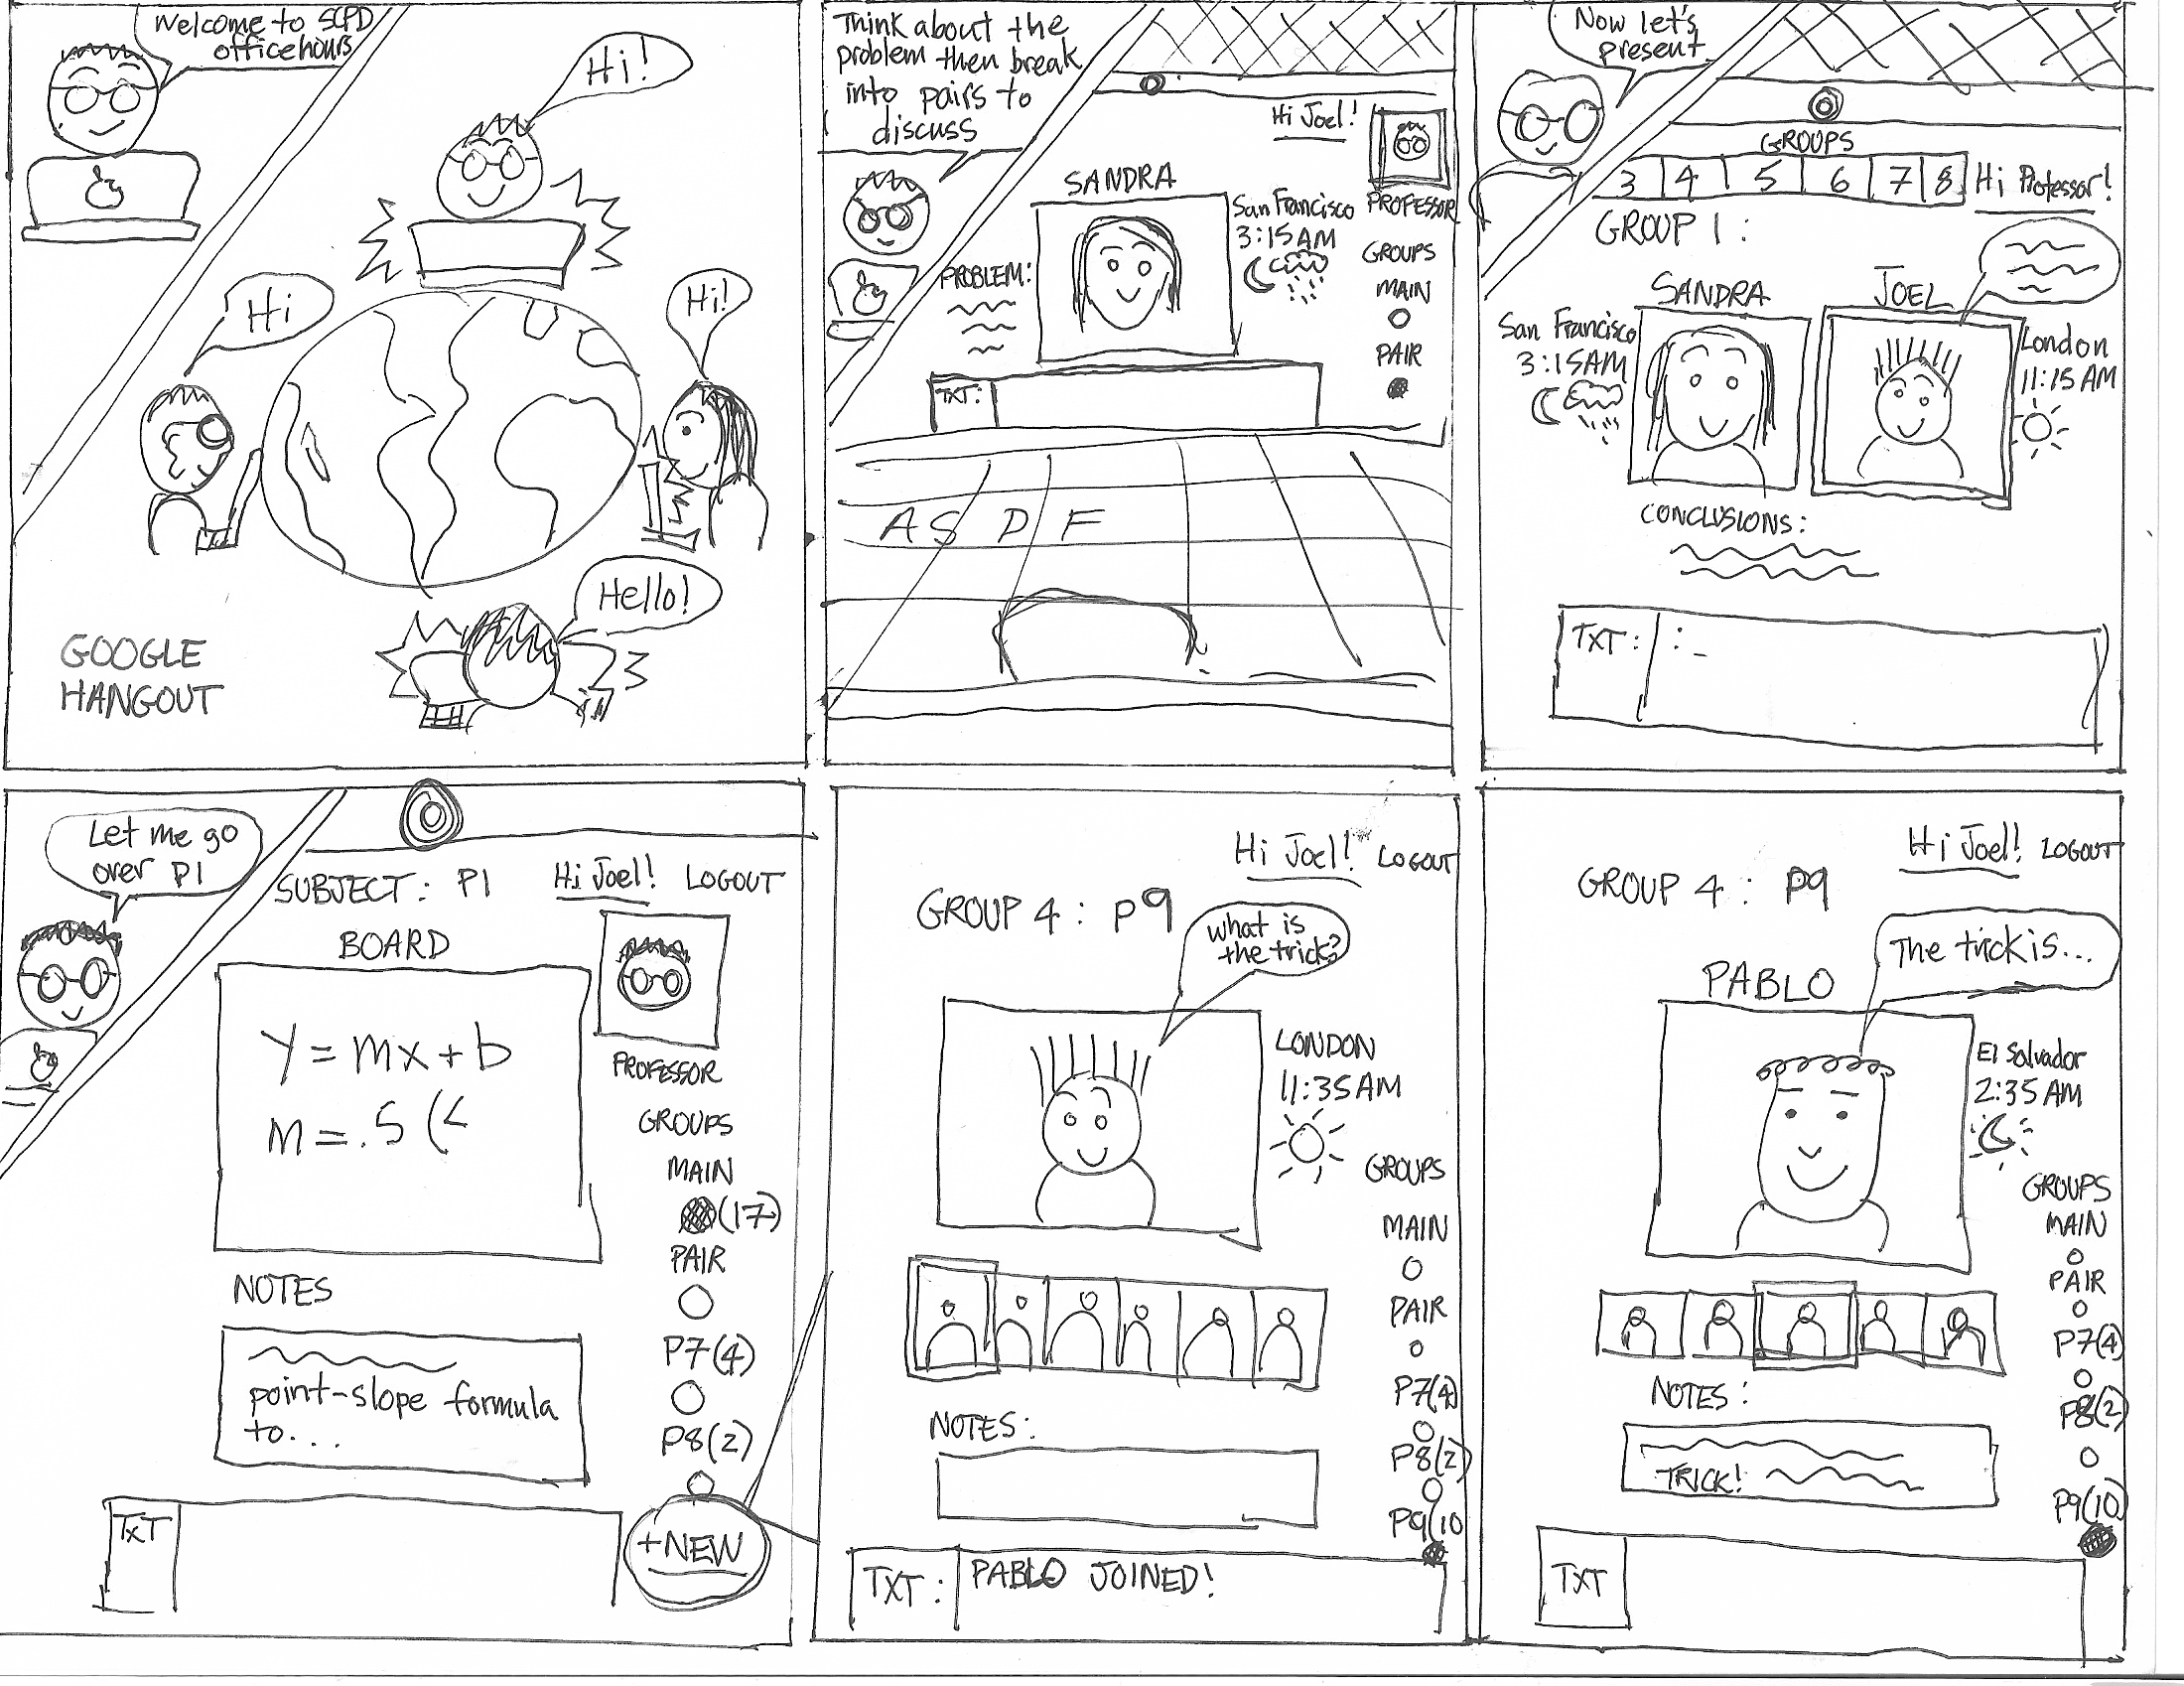 Welcome to SCPD
office hours
Hi!
Hi
Hi!
Hello!
GOOGLE
HANGOUT
Think about the
problem then break
into pairs to
discuss
Hi Joel!
SANDRA
San Francisco
3:15AM
PROFESSOR
PROBLEM:
GROUPS
MAIN
PAIR
TXT:
A S D F
Now let's
present
GROUPS
3 4 5 6 7 8
Hi Professor!
GROUP 1:
SANDRA
JOEL
San Francisco
3:15AM
London
11:15 AM
CONCLUSIONS:
TXT: :_
Let me go
over P1
SUBJECT: P1
Hi Joel!
LOGOUT
BOARD
y = mx + b
m = .5 (<
PROFESSOR
GROUPS
MAIN
(17)
PAIR
P7(4)
P8(2)
+NEW
NOTES
point-slope formula
to...
TXT
Hi Joel!
LOGOUT
GROUP 4: P9
what is
the trick?
LONDON
11:35AM
GROUPS
MAIN
PAIR
P7(4)
P8(2)
P9(10
NOTES:
TXT: PABLO JOINED!
Hi Joel!
LOGOUT
GROUP 4: P9
The trick is...
PABLO
El Salvador
2:35 AM
GROUPS
MAIN
PAIR
P7(4)
P8(2)
P9(10)
NOTES:
TRICK!
TXT